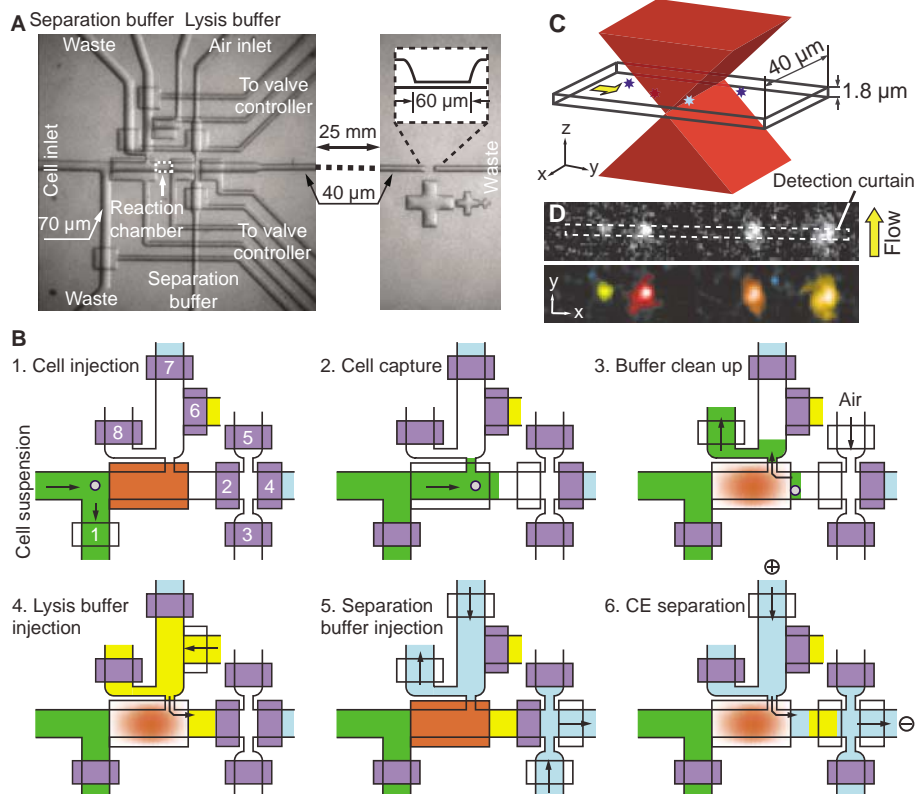 A
Separation buffer Lysis buffer
Waste
Air inlet
To valve
controller
Cell inlet
70 µm
Reaction
chamber
To valve
controller
Waste
Separation
buffer
25 mm
40 µm
60 µm
Waste
C
40 µm
1.8 µm
z
x
y
Detection curtain
D
Flow
y
x
B
1. Cell injection
7
6
8
5
2
4
1
3
Cell suspension
2. Cell capture
3. Buffer clean up
Air
4. Lysis buffer
injection
5. Separation
buffer injection
6. CE separation
⊕
⊖